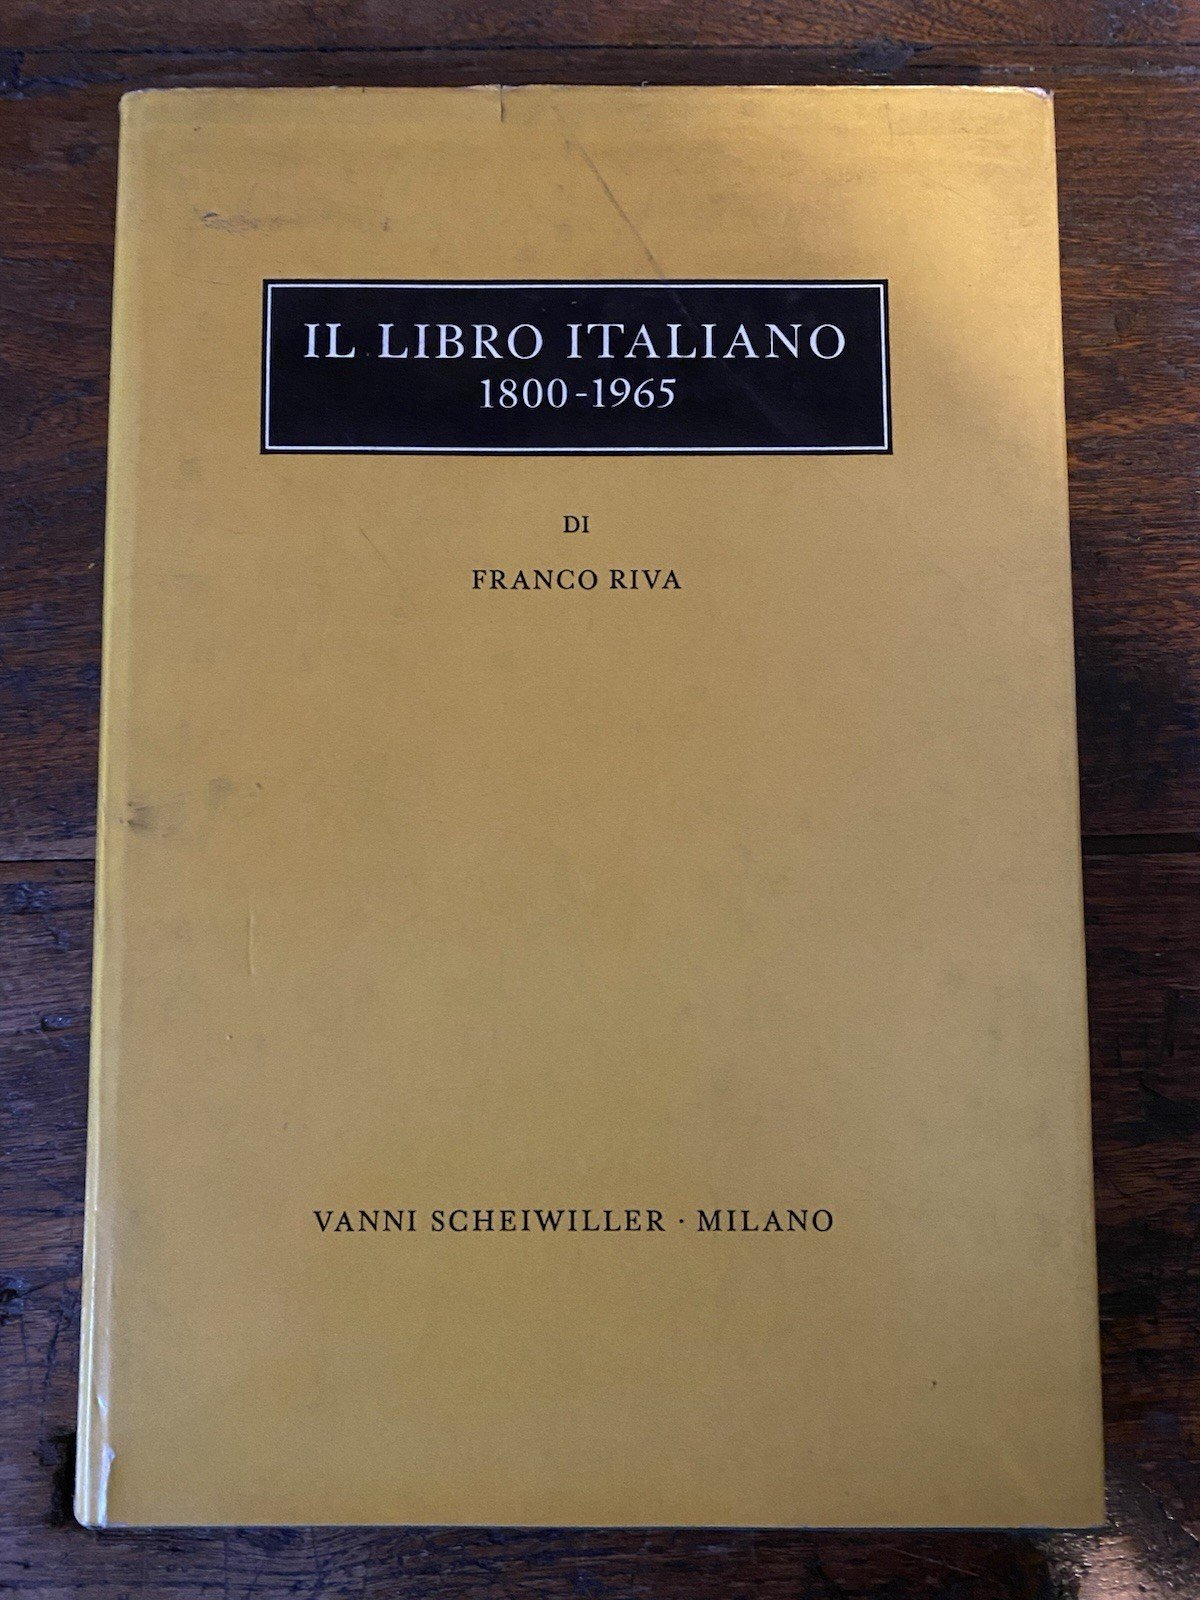 IL LIBRO ITALIANO
1800-1965
DI
FRANCO RIVA
VANNI SCHEIWILLER · MILANO